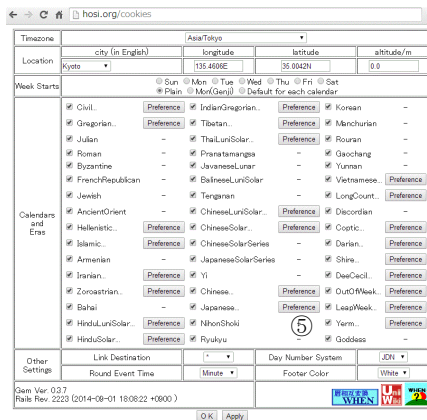 hosi.org/cookies
Timezone Asia/Tokyo
Location city (in English) longitude latitude altitude/m
Kyoto 135.4606E 35.0042N 0.0
Week Starts Sun Mon Tue Wed Thu Fri Sat
Plain Mon(Genji) Default for each calendar
Calendars and Eras
Civil... Preference IndianGregorian... Preference Korean -
Gregorian... Preference Tibetan... Preference Manchurian -
Julian - ThaiLuniSolar... Preference Rouran -
Roman - Pranatamangsa - Gaochang -
Byzantine - JavaneseLunar - Yunnan -
FrenchRepublican - BalineseLuniSolar - Vietnamese... Preference
Jewish - Tenganan - LongCount... Preference
AncientOrient - ChineseLuniSolar... Preference Discordian -
Hellenistic... Preference ChineseSolar... Preference Coptic... Preference
Islamic... Preference ChineseSolarSeries - Darian... Preference
Armenian - JapaneseSolarSeries - Shire... Preference
Iranian... Preference Yi - DeeCecil... Preference
Zoroastrian... Preference Chinese... Preference OutOfWeek... Preference
Bahai - Japanese... Preference LeapWeek... Preference
HinduLuniSolar... Preference NihonShoki ⑤ Yerm... Preference
HinduSolar... Preference Ryukyu - Goddess -
Other Settings Link Destination * Day Number System JDN
Round Event Time Minute Footer Color White
Gem Ver. 0.3.7
Rails Rev. 2223 (2014-09-01 18:06:22 +0900 )
暦相互変換 WHEN
OK Apply